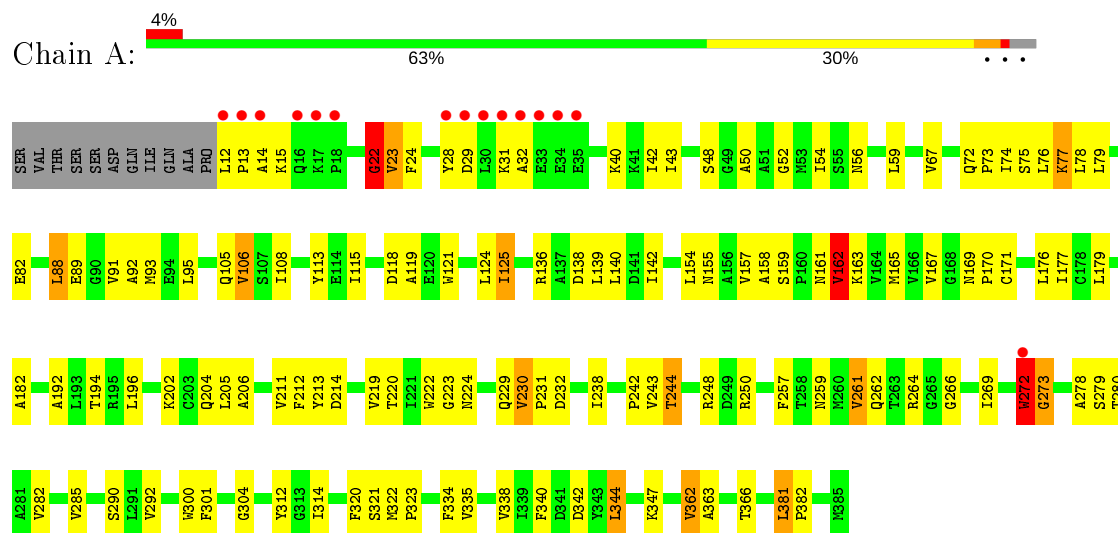 4%
Chain A:
63% 30% • • •
SER VAL THR SER SER ASP GLN ILE GLN ALA PRO L12 P13 A14 K15 Q16 K17 P18 G22 V23 F24 Y28 D29 L30 K31 A32 E33 E34 E35 K40 K41 I42 I43 S48 G49 A50 A51 G52 M53 I54 S55 N56 L59 V67 Q72 P73 I74 S75 L76 K77 L78 L79
E82 L88 E89 G90 V91 A92 M93 E94 L95 Q105 V106 S107 I108 Y113 E114 I115 D118 A119 E120 W121 L124 I125 R136 A137 D138 L139 L140 D141 I142 L154 N155 A156 V157 A158 S159 P160 N161 V162 K163 V164 M165 V166 V167 G168 N169 P170 C171 L176 I177 C178 L179
A182 A192 L193 T194 R195 L196 K202 C203 Q204 L205 A206 V211 F212 Y213 D214 V219 T220 I221 W222 G223 N224 Q229 V230 P231 D232 I238 P242 V243 T244 R248 D249 R250 F257 T258 N259 M260 V261 Q262 T263 R264 G265 G266 I269 W272 G273 A278 S279 T280
A281 V282 V285 S290 L291 V292 W300 F301 G304 Y312 G313 I314 F320 S321 M322 P323 F334 V335 V338 I339 F340 D341 D342 Y343 L344 K347 V362 A363 T366 L381 P382 M385